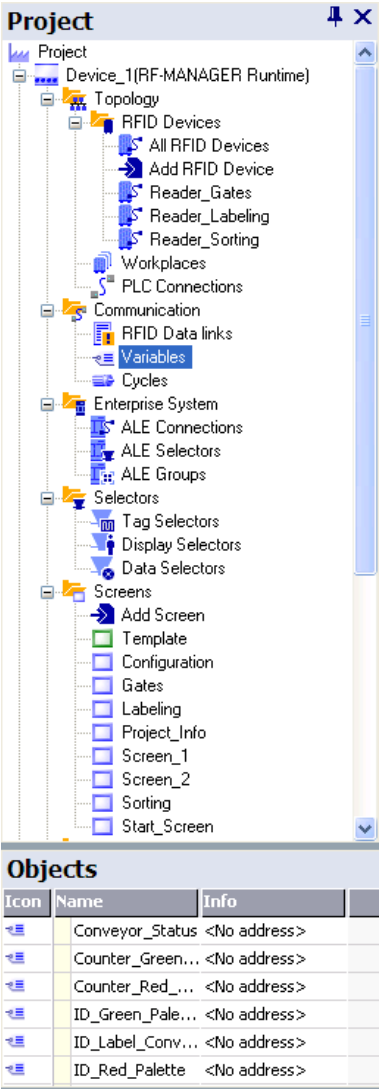 Project
Project
Device_1(RF-MANAGER Runtime)
Topology
RFID Devices
All RFID Devices
Add RFID Device
Reader_Gates
Reader_Labeling
Reader_Sorting
Workplaces
PLC Connections
Communication
RFID Data links
Variables
Cycles
Enterprise System
ALE Connections
ALE Selectors
ALE Groups
Selectors
Tag Selectors
Display Selectors
Data Selectors
Screens
Add Screen
Template
Configuration
Gates
Labeling
Project_Info
Screen_1
Screen_2
Sorting
Start_Screen
Objects
Icon Name Info
Conveyor_Status <No address>
Counter_Green... <No address>
Counter_Red_... <No address>
ID_Green_Pale... <No address>
ID_Label_Conv... <No address>
ID_Red_Palette <No address>